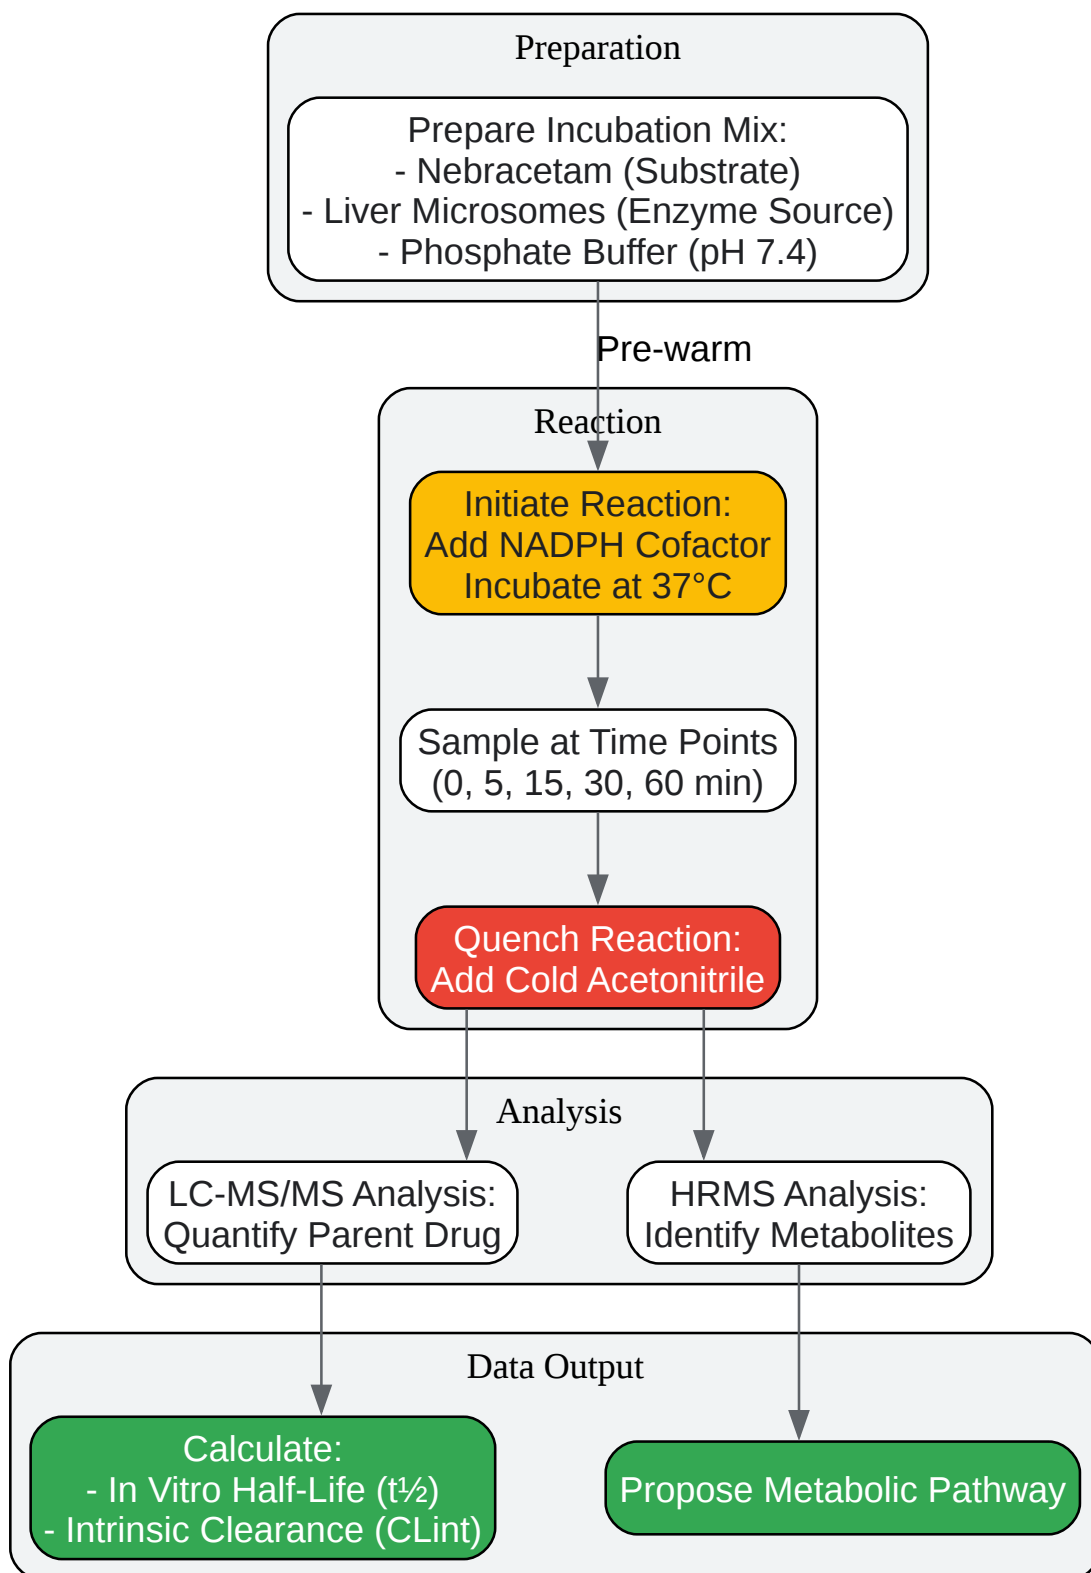 Preparation
Prepare Incubation Mix:
- Nebracetam (Substrate)
- Liver Microsomes (Enzyme Source)
- Phosphate Buffer (pH 7.4)
Pre-warm
Reaction
Initiate Reaction:
Add NADPH Cofactor
Incubate at 37°C
Sample at Time Points
(0, 5, 15, 30, 60 min)
Quench Reaction:
Add Cold Acetonitrile
Analysis
LC-MS/MS Analysis:
Quantify Parent Drug
HRMS Analysis:
Identify Metabolites
Data Output
Calculate:
- In Vitro Half-Life (t½)
- Intrinsic Clearance (CLint)
Propose Metabolic Pathway